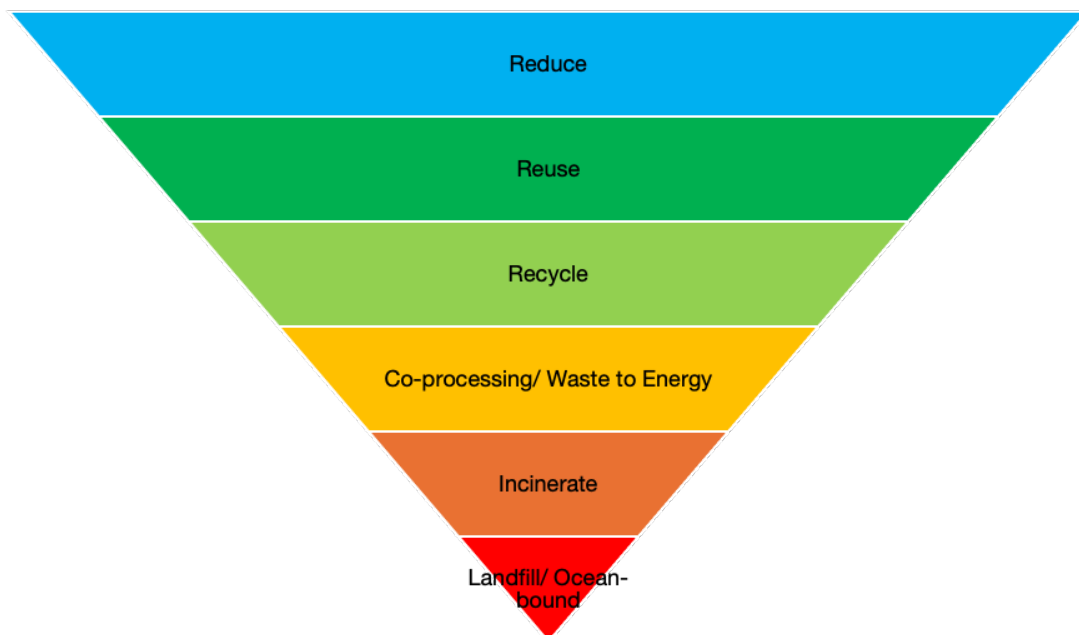 Reduce
Reuse
Recycle
Co-processing/ Waste to Energy
Incinerate
Landfill/ Ocean-
bound